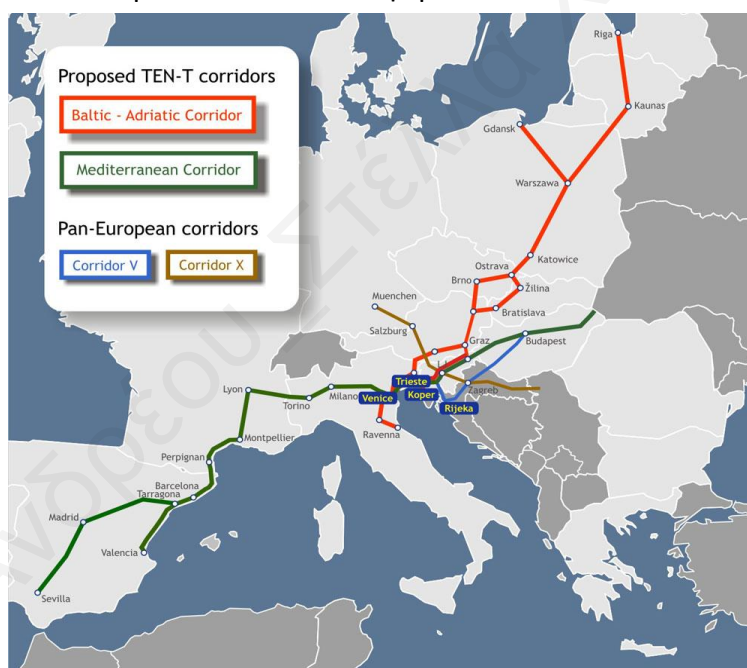 Proposed TEN-T corridors
Baltic - Adriatic Corridor
Mediterranean Corridor
Pan-European corridors
Corridor V
Corridor X
Riga
Kaunas
Gdansk
Warszawa
Katowice
Ostrava
Brno
Žilina
Muenchen
Bratislava
Salzburg
Graz
Budapest
Trieste
Zagreb
Lyon
Milano
Venice
Koper
Torino
Rijeka
Ravenna
Montpellier
Perpignan
Barcelona
Tarragona
Madrid
Valencia
Sevilla